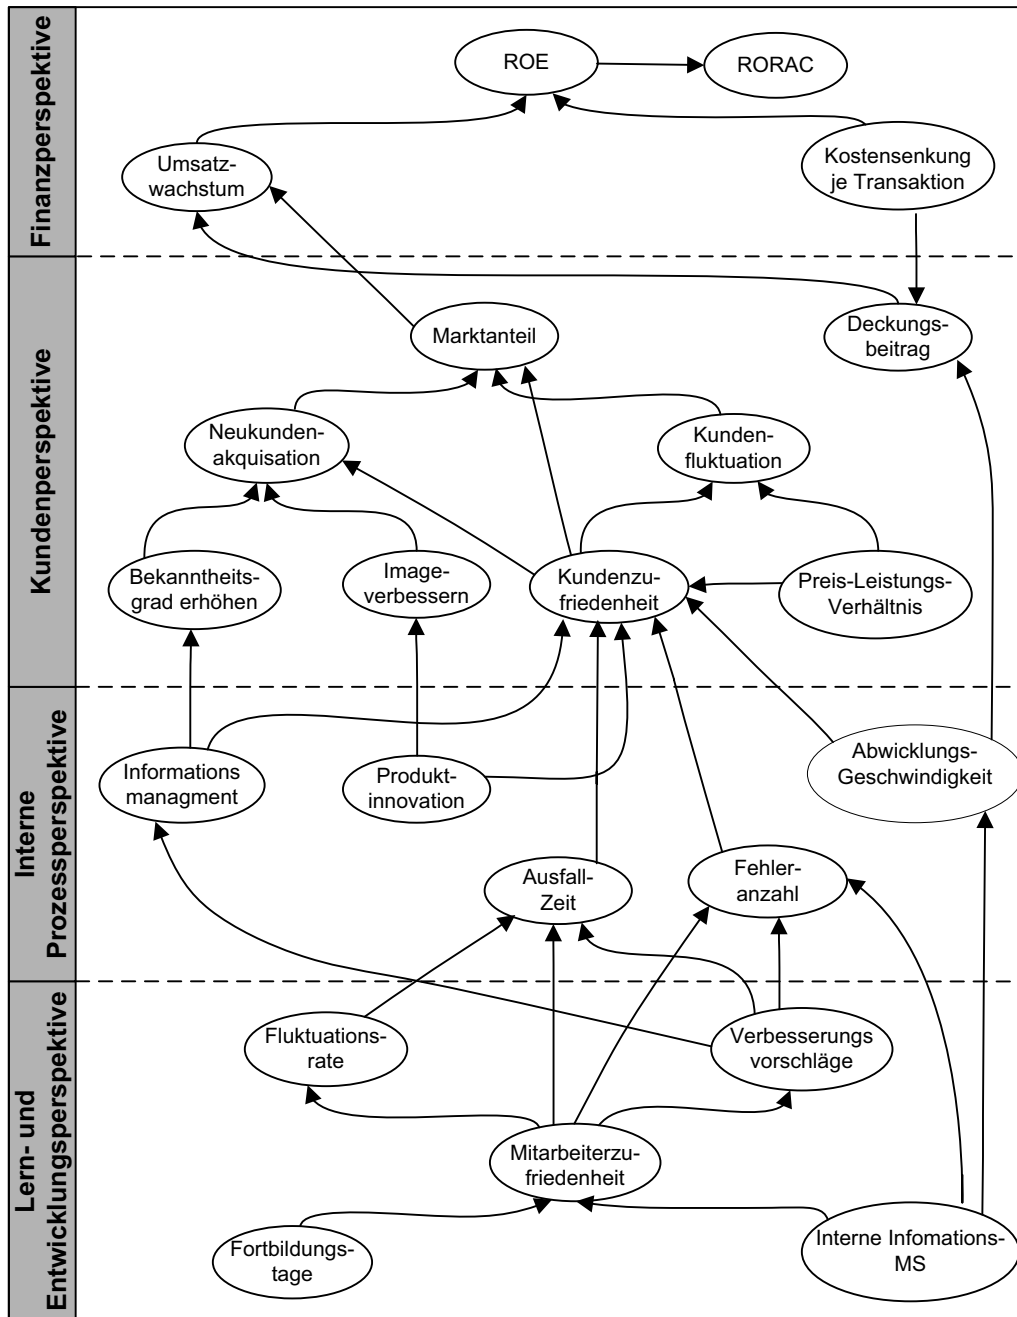 Finanzperspektive
ROE
RORAC
Umsatz-
wachstum
Kostensenkung
je Transaktion
Kundenperspektive
Marktanteil
Deckungs-
beitrag
Neukunden-
akquisation
Kunden-
fluktuation
Bekanntheits-
grad erhöhen
Image-
verbessern
Kundenzu-
friedenheit
Preis-Leistungs-
Verhältnis
Interne
Prozessperspektive
Informations
managment
Produkt-
innovation
Abwicklungs-
Geschwindigkeit
Ausfall-
Zeit
Fehler-
anzahl
Lern- und
Entwicklungsperspektive
Fluktuations-
rate
Verbesserungs
vorschläge
Mitarbeiterzu-
friedenheit
Fortbildungs-
tage
Interne Infomations-
MS